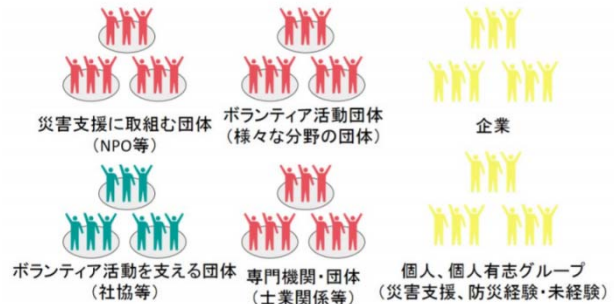 災害支援に取組む団体
（NPO等）
ボランティア活動団体
（様々な分野の団体）
企業
ボランティア活動を支える団体
（社協等）
専門機関・団体
（士業関係等）
個人、個人有志グループ
（災害支援、防災経験・未経験）